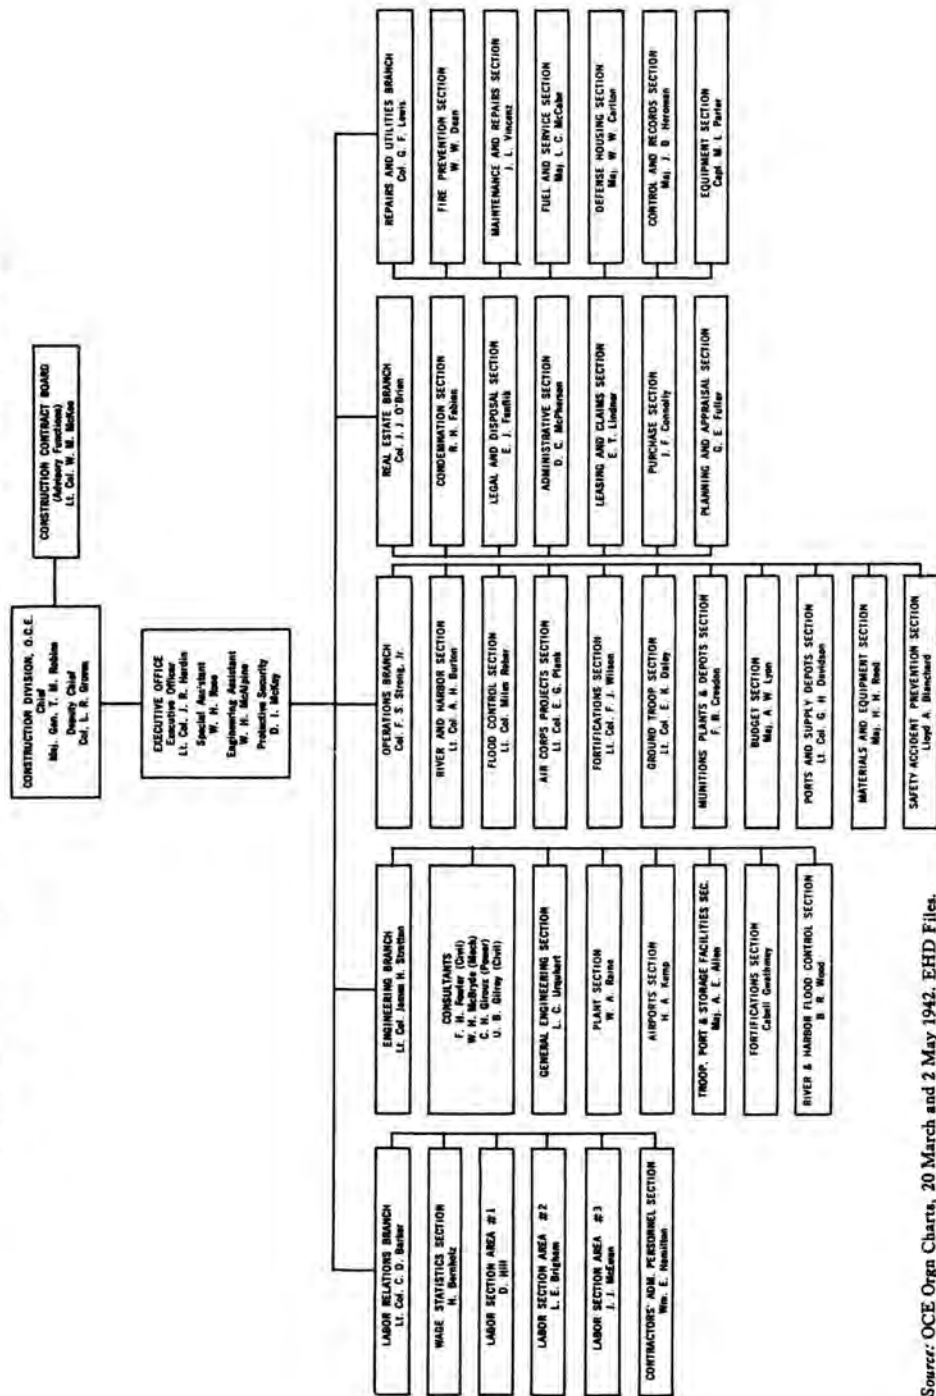 CONSTRUCTION DIVISION, O.C.E.
Chief
Maj. Gen. T. M. Robins
Deputy Chief
Col. L. R. Groves
CONSTRUCTION CONTRACT BOARD
(Advisory Functions)
Lt. Col. W. M. McKee
EXECUTIVE OFFICE
Executive Officer
Lt. Col. J. R. Hardin
Special Assistant
W. H. Rose
Engineering Assistant
W. H. McAlpine
Protective Security
D. I. McKay
LABOR RELATIONS BRANCH
Lt. Col. C. D. Barker
WAGE STATISTICS SECTION
H. Bernholz
LABOR SECTION AREA #1
D. Hill
LABOR SECTION AREA #2
L. E. Brigham
LABOR SECTION AREA #3
J. J. McEwan
CONTRACTORS' ADM. PERSONNEL SECTION
Wm. E. Hamilton
ENGINEERING BRANCH
Lt. Col. James H. Stratton
CONSULTANTS
F. H. Fowler (Civil)
W. H. McBryde (Mech)
C. H. Giroux (Power)
U. B. Gilroy (Civil)
GENERAL ENGINEERING SECTION
L. C. Urquhart
PLANT SECTION
W. A. Raine
AIRPORTS SECTION
H. A. Kemp
TROOP, PORT & STORAGE FACILITIES SEC.
Maj. A. E. Allen
FORTIFICATIONS SECTION
Cabell Gwathmey
RIVER & HARBOR FLOOD CONTROL SECTION
B. R. Wood
OPERATIONS BRANCH
Col. F. S. Strong, Jr.
RIVER AND HARBOR SECTION
Lt. Col. A. H. Burton
FLOOD CONTROL SECTION
Lt. Col. Miles Reber
AIR CORPS PROJECTS SECTION
Lt. Col. E. G. Plank
FORTIFICATIONS SECTION
Lt. Col. F. J. Wilson
GROUND TROOP SECTION
Lt. Col. E. K. Daley
MUNITIONS PLANTS & DEPOTS SECTION
F. R. Creedon
BUDGET SECTION
Maj. A. W. Lyon
PORTS AND SUPPLY DEPOTS SECTION
Lt. Col. G. H. Davidson
MATERIALS AND EQUIPMENT SECTION
Maj. H. H. Reed
SAFETY ACCIDENT PREVENTION SECTION
Lloyd A. Blanchard
REAL ESTATE BRANCH
Col. J. J. O'Brien
CONDEMNATION SECTION
R. H. Fabian
LEGAL AND DISPOSAL SECTION
E. J. Fanflik
ADMINISTRATIVE SECTION
D. C. McPherson
LEASING AND CLAIMS SECTION
E. T. Lindner
PURCHASE SECTION
J. F. Connolly
PLANNING AND APPRAISAL SECTION
G. E. Fuller
REPAIRS AND UTILITIES BRANCH
Col. G. F. Lewis
FIRE PREVENTION SECTION
W. W. Dean
MAINTENANCE AND REPAIRS SECTION
J. L. Vincenz
FUEL AND SERVICE SECTION
Maj. L. C. McCabe
DEFENSE HOUSING SECTION
Maj. W. W. Carlton
CONTROL AND RECORDS SECTION
Maj. J. B. Heroman
EQUIPMENT SECTION
Capt. M. L. Parler
Source: OCE Orgn Charts, 20 March and 2 May 1942. EHD Files.